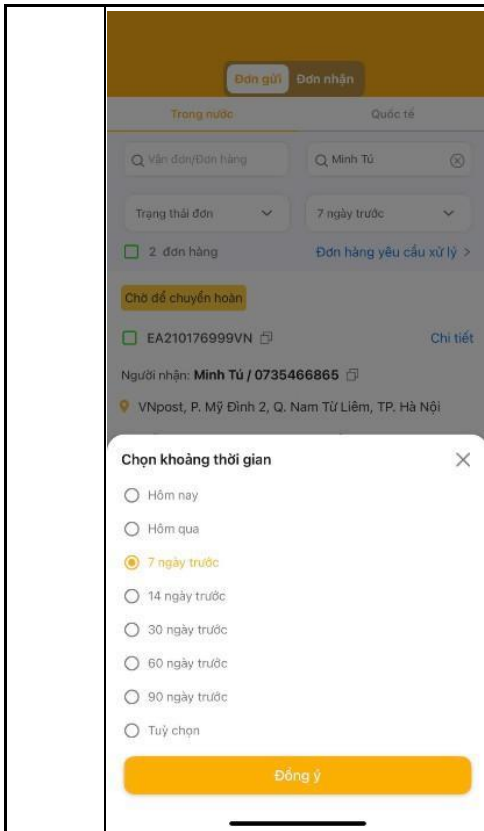 Đơn gửi Đơn nhận
Trong nước Quốc tế
Vận đơn/Đơn hàng Minh Tú
Trạng thái đơn 7 ngày trước
2 đơn hàng Đơn hàng yêu cầu xử lý >
Chờ để chuyển hoàn
EA210176999VN Chi tiết
Người nhận: Minh Tú / 0735466865
VNpost, P. Mỹ Đình 2, Q. Nam Từ Liêm, TP. Hà Nội
Chọn khoảng thời gian
Hôm nay
Hôm qua
7 ngày trước
14 ngày trước
30 ngày trước
60 ngày trước
90 ngày trước
Tuỳ chọn
Đồng ý